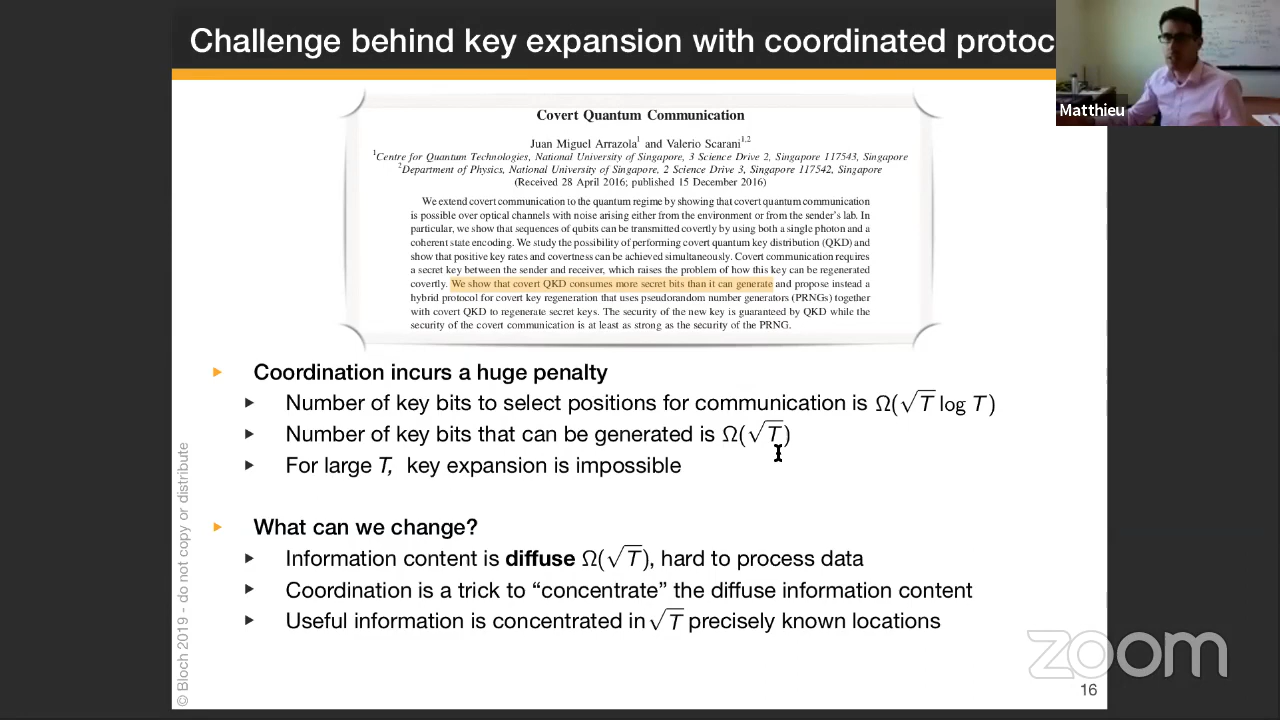 Challenge behind key expansion with coordinated protoc
Matthieu
Covert Quantum Communication
Juan Miguel Arrazola¹ and Valerio Scarani¹,²
¹Centre for Quantum Technologies, National University of Singapore, 3 Science Drive 2, Singapore 117543, Singapore
²Department of Physics, National University of Singapore, 2 Science Drive 3, Singapore 117542, Singapore
(Received 28 April 2016; published 15 December 2016)
We extend covert communication to the quantum regime by showing that covert quantum communication
is possible over optical channels with noise arising either from the environment or from the sender's lab. In
particular, we show that sequences of qubits can be transmitted covertly by using both a single photon and a
coherent state encoding. We study the possibility of performing covert quantum key distribution (QKD) and
show that positive key rates and covertness can be achieved simultaneously. Covert communication requires
a secret key between the sender and receiver, which raises the problem of how this key can be regenerated
covertly. We show that covert QKD consumes more secret bits than it can generate and propose instead a
hybrid protocol for covert key regeneration that uses pseudorandom number generators (PRNGs) together
with covert QKD to regenerate secret keys. The security of the new key is guaranteed by QKD while the
security of the covert communication is at least as strong as the security of the PRNG.
Coordination incurs a huge penalty
Number of key bits to select positions for communication is Ω(√T log T)
Number of key bits that can be generated is Ω(√T)
For large T, key expansion is impossible
What can we change?
Information content is diffuse Ω(√T), hard to process data
Coordination is a trick to “concentrate” the diffuse information content
Useful information is concentrated in √T precisely known locations
© Bloch 2019 - do not copy or distribute
zoom
16